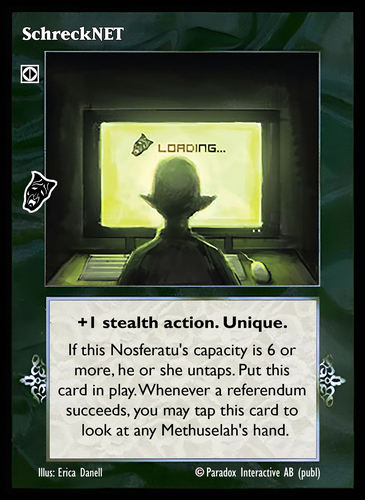 SchreckNET
LOADING...
+1 stealth action. Unique.
If this Nosferatu's capacity is 6 or
more, he or she untaps. Put this
card in play. Whenever a referendum
succeeds, you may tap this card to
look at any Methuselah's hand.
Illus: Erica Danell
© Paradox Interactive AB (publ)